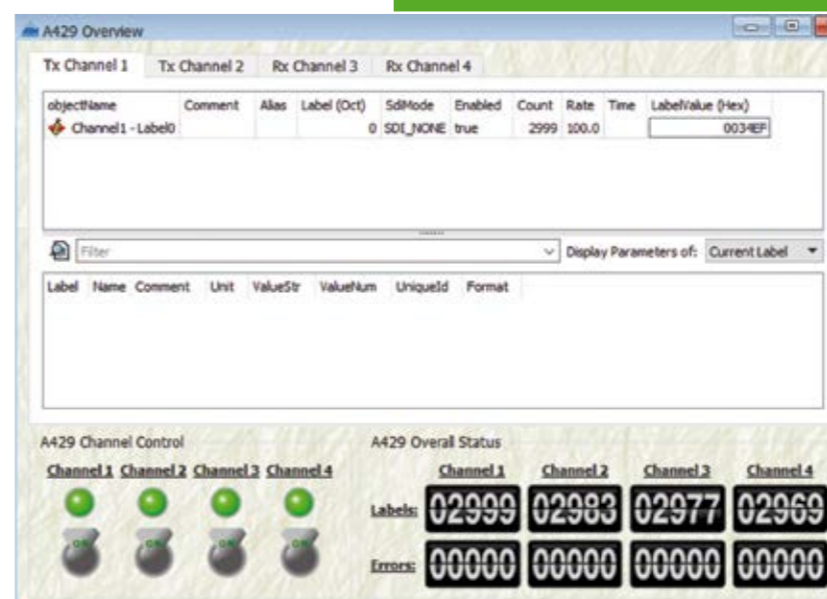 A429 Overview
Tx Channel 1 Tx Channel 2 Rx Channel 3 Rx Channel 4
objectName Comment Alias Label (Oct) SdiMode Enabled Count Rate Time LabelValue (Hex)
Channel1 - Label0 0 SDI_NONE true 2999 100.0 0034EF
Filter Display Parameters of: Current Label
Label Name Comment Unit ValueStr ValueNum UniqueId Format
A429 Channel Control A429 Overall Status
Channel 1 Channel 2 Channel 3 Channel 4 Channel 1 Channel 2 Channel 3 Channel 4
Labels: 02999 02983 02977 02969
ON ON ON ON
Errors: 00000 00000 00000 00000